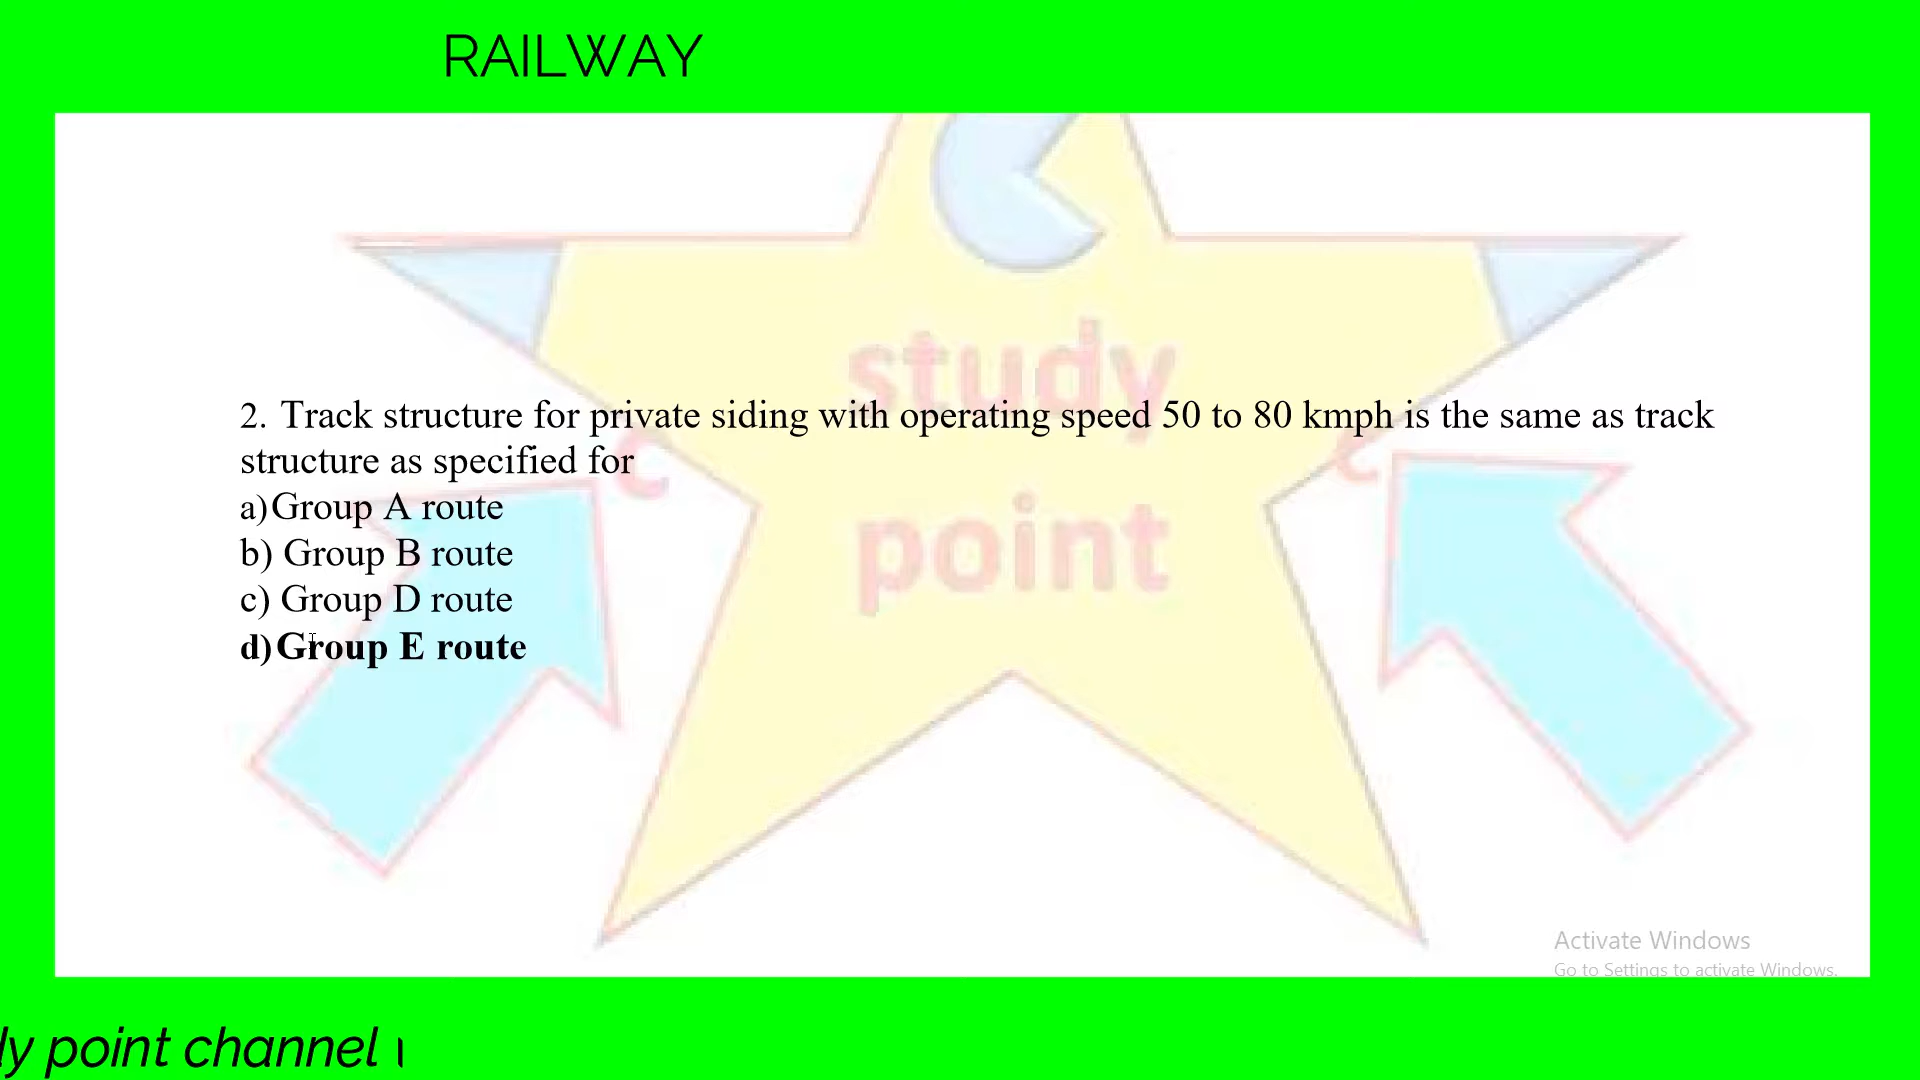 RAILWAY
study
2. Track structure for private siding with operating speed 50 to 80 kmph is the same as track
structure as specified for
a)Group A route
b) Group B route
c) Group D route
d)Group E route
point
Activate Windows
Go to Settings to activate Windows.
point channel